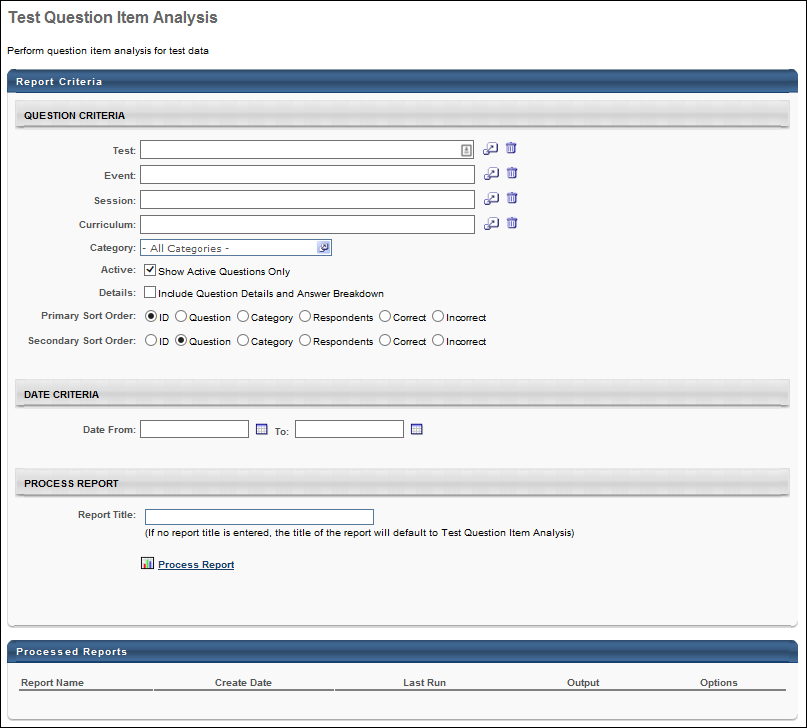 Test Question Item Analysis
Perform question item analysis for test data
Report Criteria
QUESTION CRITERIA
Test:
Event:
Session:
Curriculum:
Category: - All Categories -
Active: Show Active Questions Only
Details: Include Question Details and Answer Breakdown
Primary Sort Order: ID Question Category Respondents Correct Incorrect
Secondary Sort Order: ID Question Category Respondents Correct Incorrect
DATE CRITERIA
Date From: To:
PROCESS REPORT
Report Title:
(If no report title is entered, the title of the report will default to Test Question Item Analysis)
Process Report
Processed Reports
Report Name Create Date Last Run Output Options